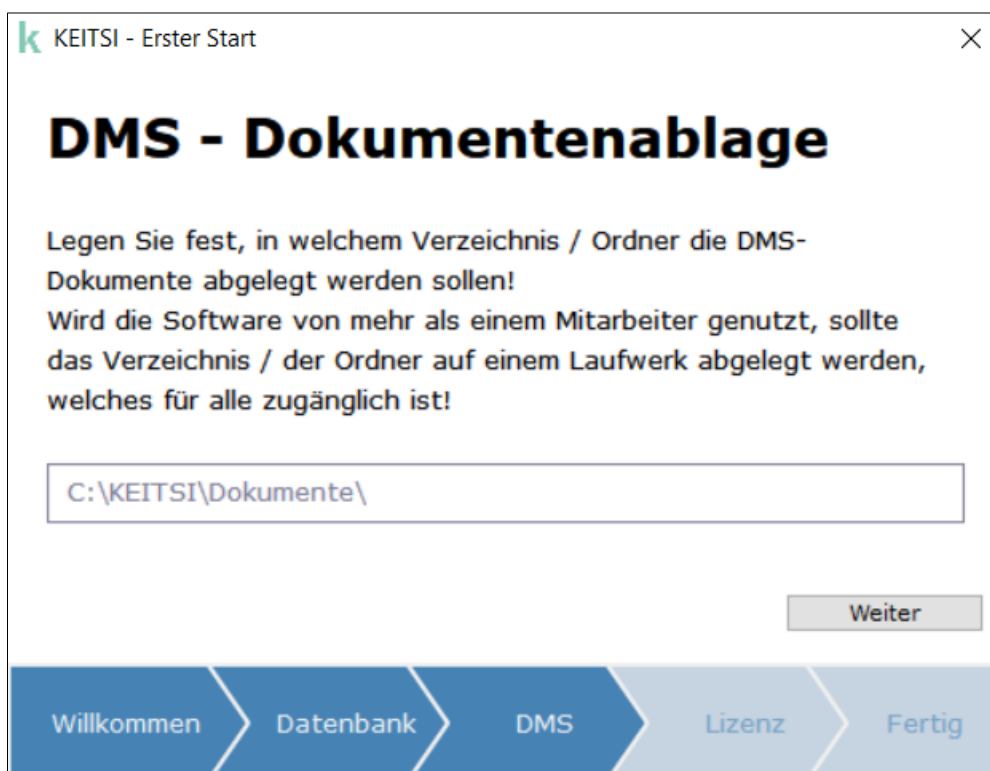 k KEITSI - Erster Start
DMS - Dokumentenablage
Legen Sie fest, in welchem Verzeichnis / Ordner die DMS-
Dokumente abgelegt werden sollen!
Wird die Software von mehr als einem Mitarbeiter genutzt, sollte
das Verzeichnis / der Ordner auf einem Laufwerk abgelegt werden,
welches für alle zugänglich ist!
C:\KEITSI\Dokumente\
Weiter
Willkommen Datenbank DMS Lizenz Fertig